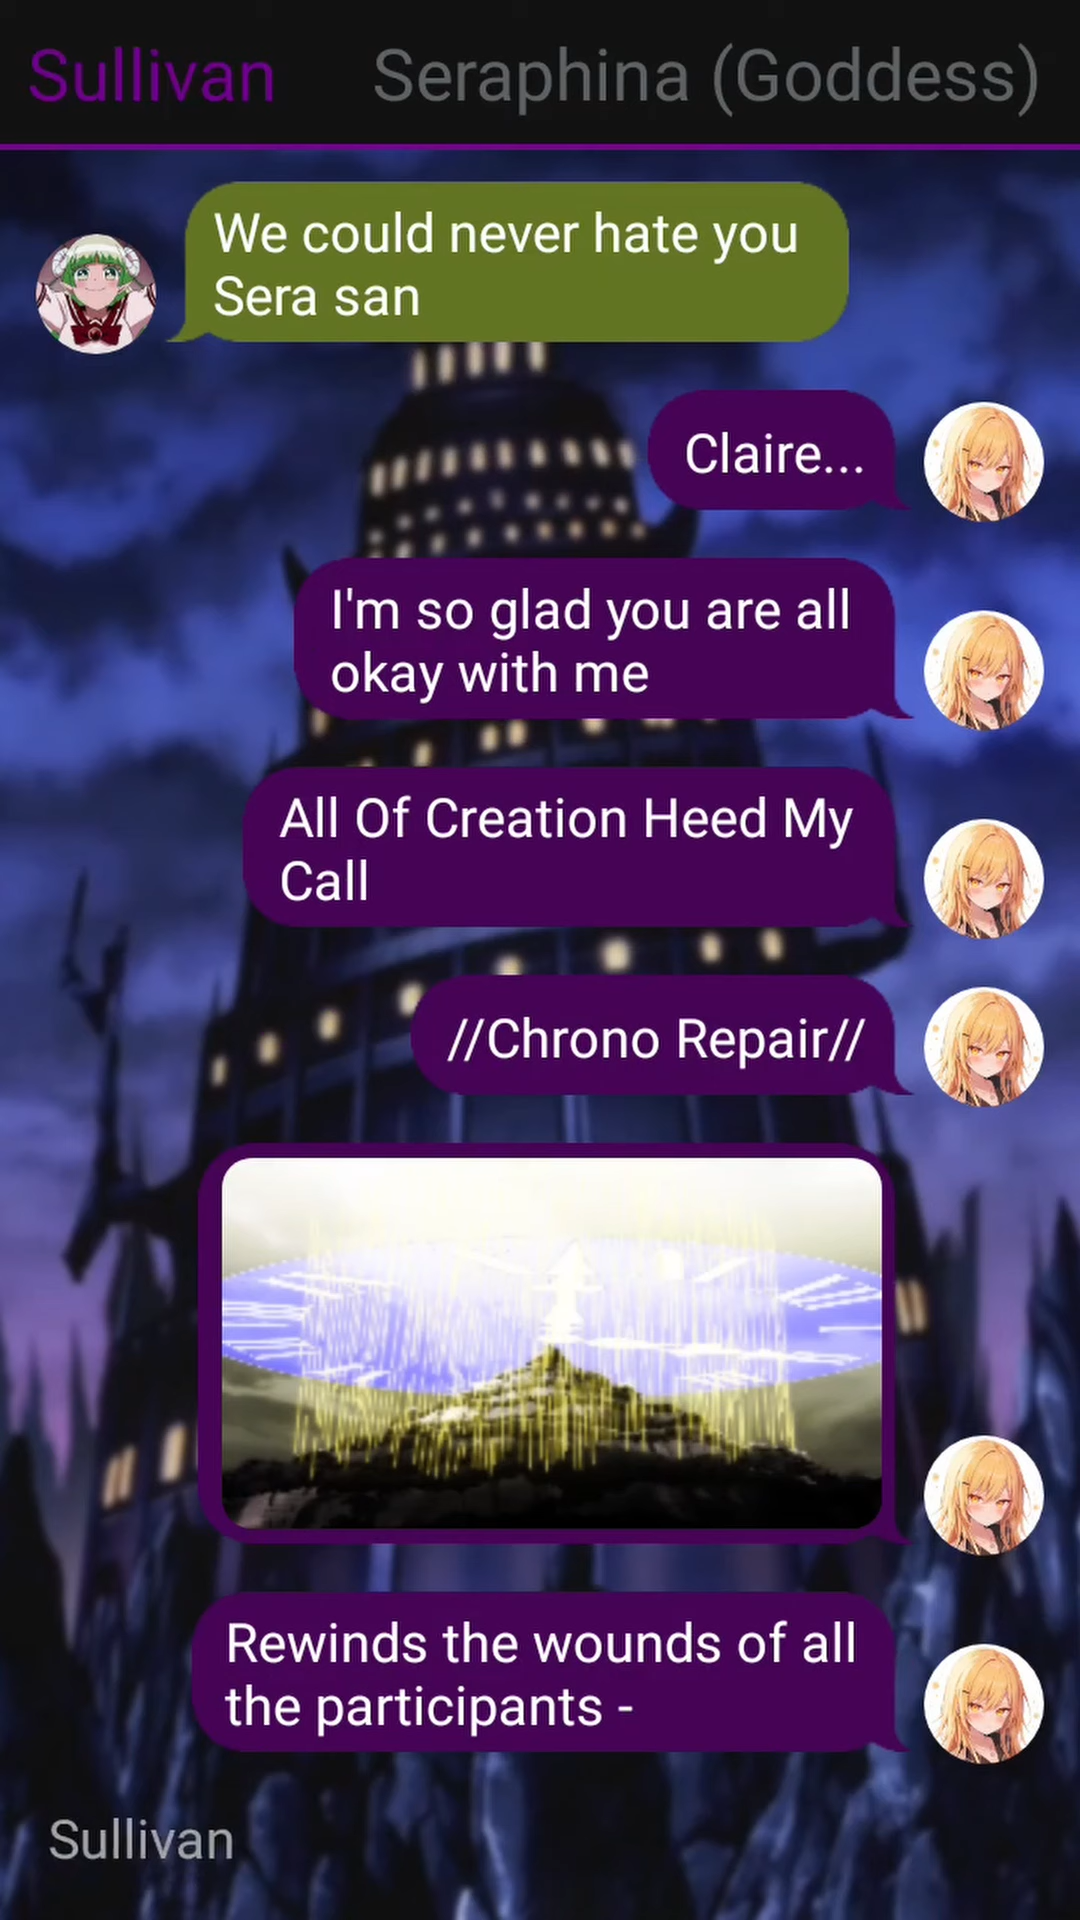 Sullivan Seraphina (Goddess)
We could never hate you
Sera san
Claire...
I'm so glad you are all
okay with me
All Of Creation Heed My
Call
//Chrono Repair//
Rewinds the wounds of all
the participants -
Sullivan